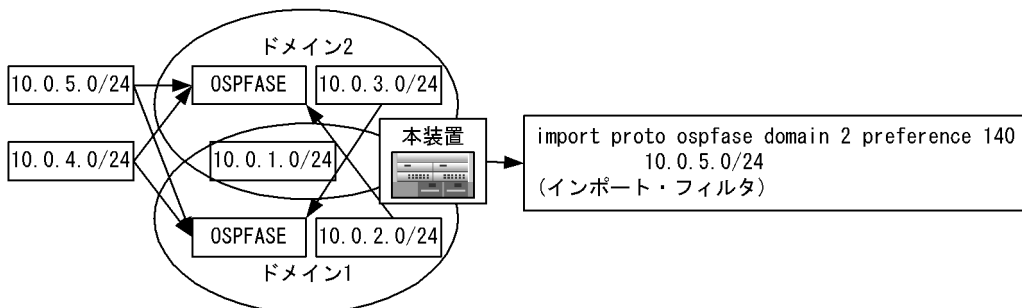 ドメイン2
10.0.5.0/24
OSPFASE
10.0.3.0/24
本装置
import proto ospfase domain 2 preference 140
10.0.5.0/24
(インポート・フィルタ)
10.0.4.0/24
10.0.1.0/24
OSPFASE
10.0.2.0/24
ドメイン1